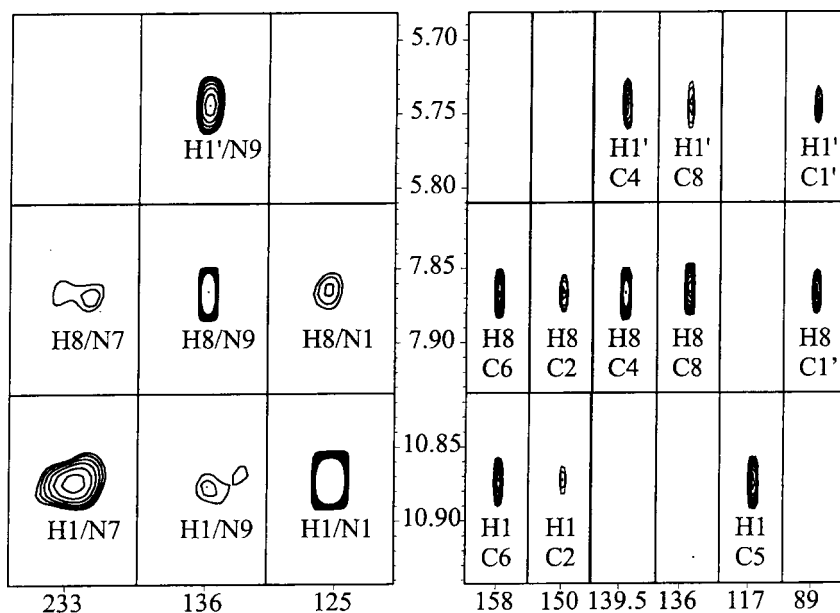 5.70
5.75
5.80
H1'/N9
H1' H1' H1'
C4 C8 C1'
7.85
7.90
H8/N7 H8/N9 H8/N1
H8 H8 H8 H8 H8
C6 C2 C4 C8 C1'
10.85
10.90
H1/N7 H1/N9 H1/N1
H1 H1 H1
C6 C2 C5
233 136 125
158 150 139.5 136 117 89